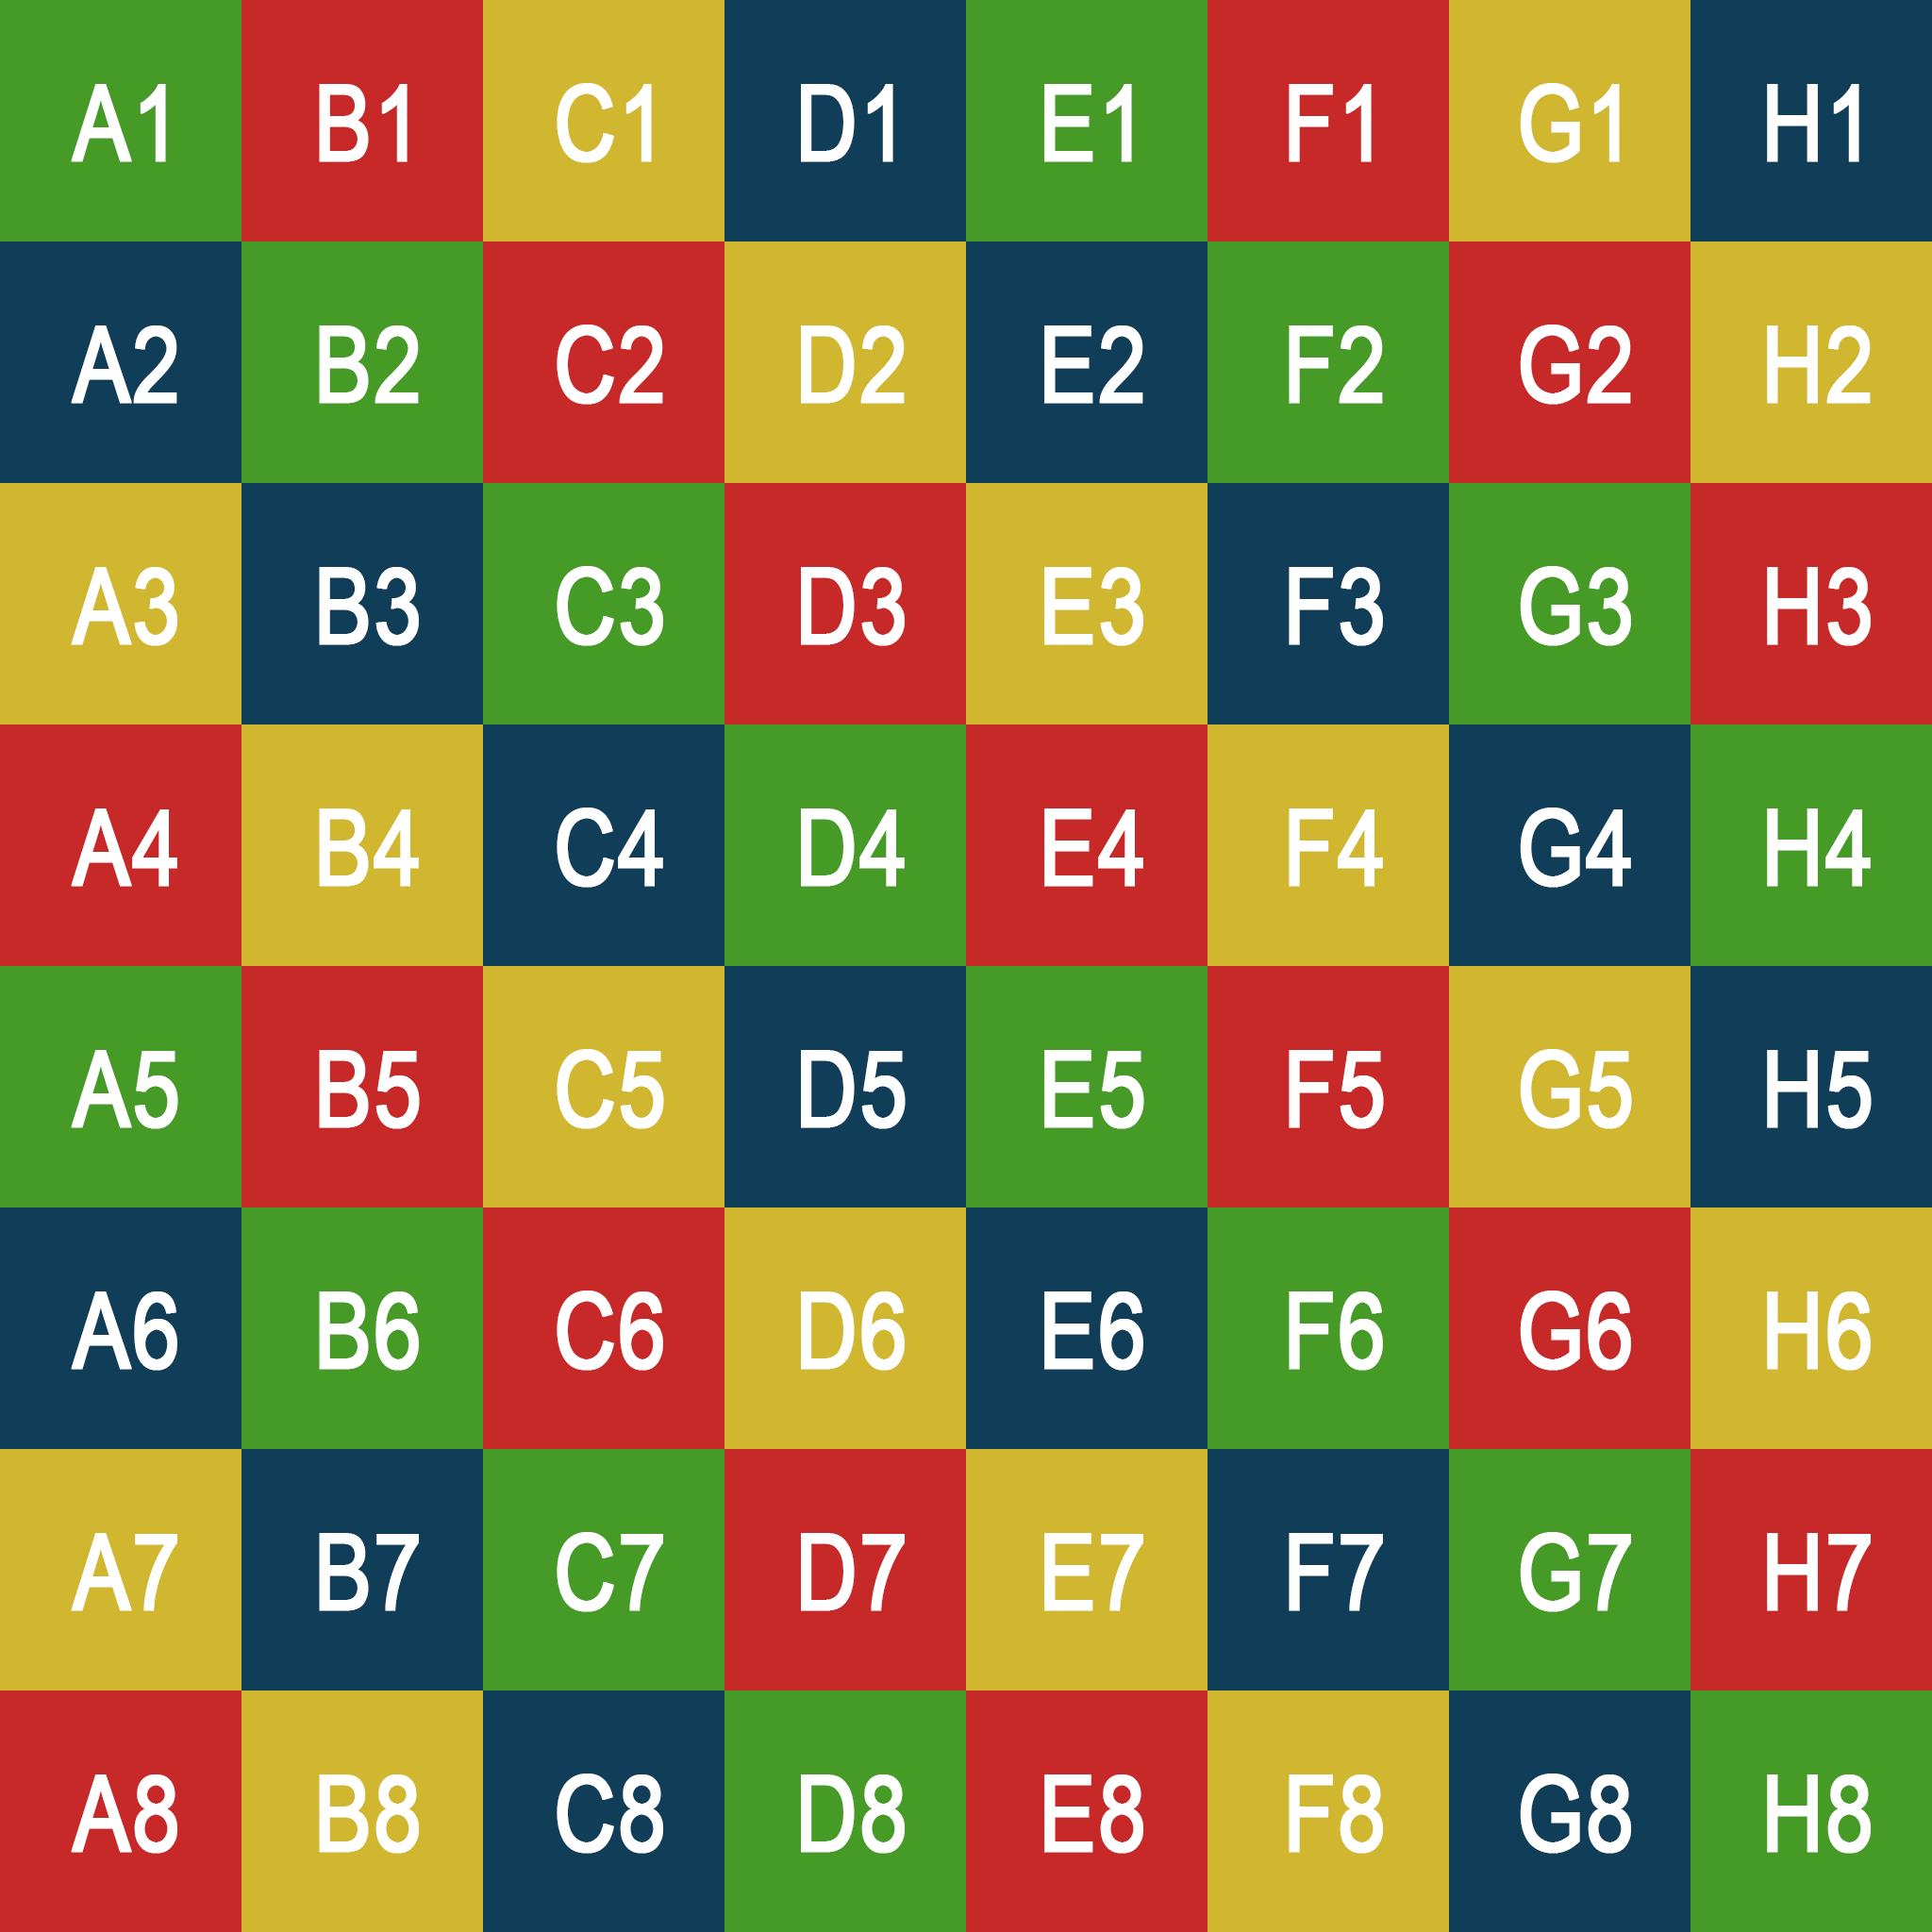 A1 B1 C1 D1 E1 F1 G1 H1
A2 B2 C2 D2 E2 F2 G2 H2
A3 B3 C3 D3 E3 F3 G3 H3
A4 B4 C4 D4 E4 F4 G4 H4
A5 B5 C5 D5 E5 F5 G5 H5
A6 B6 C6 D6 E6 F6 G6 H6
A7 B7 C7 D7 E7 F7 G7 H7
A8 B8 C8 D8 E8 F8 G8 H8